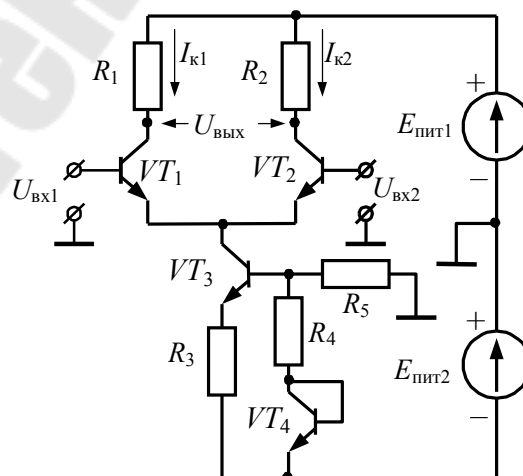 R₁
Iк1
R₂
Iк2
+
Eпит1
−
Uвых
VT₁
VT₂
Uвх1
Uвх2
VT₃
R₅
R₃
R₄
+
Eпит2
−
VT₄